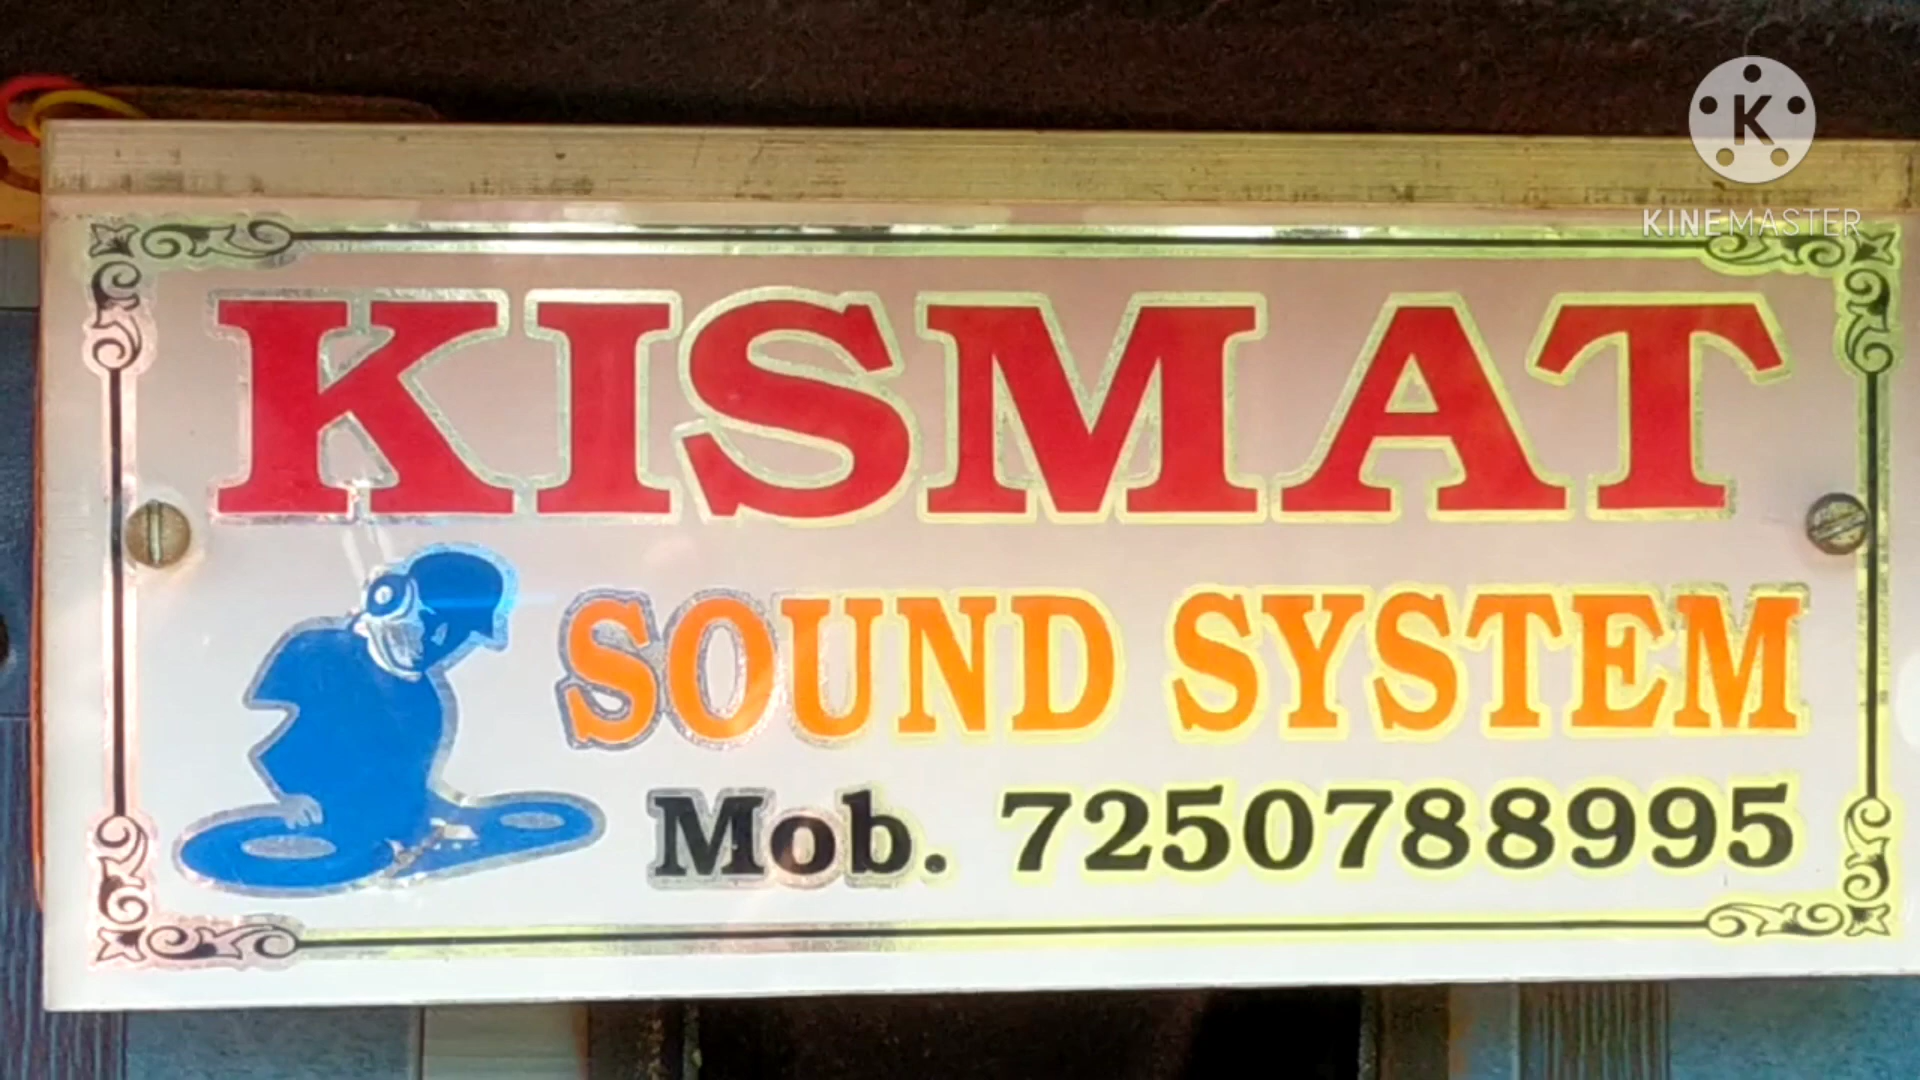 K
KINEMASTER
KISMAT
SOUND SYSTEM
Mob. 7250788995